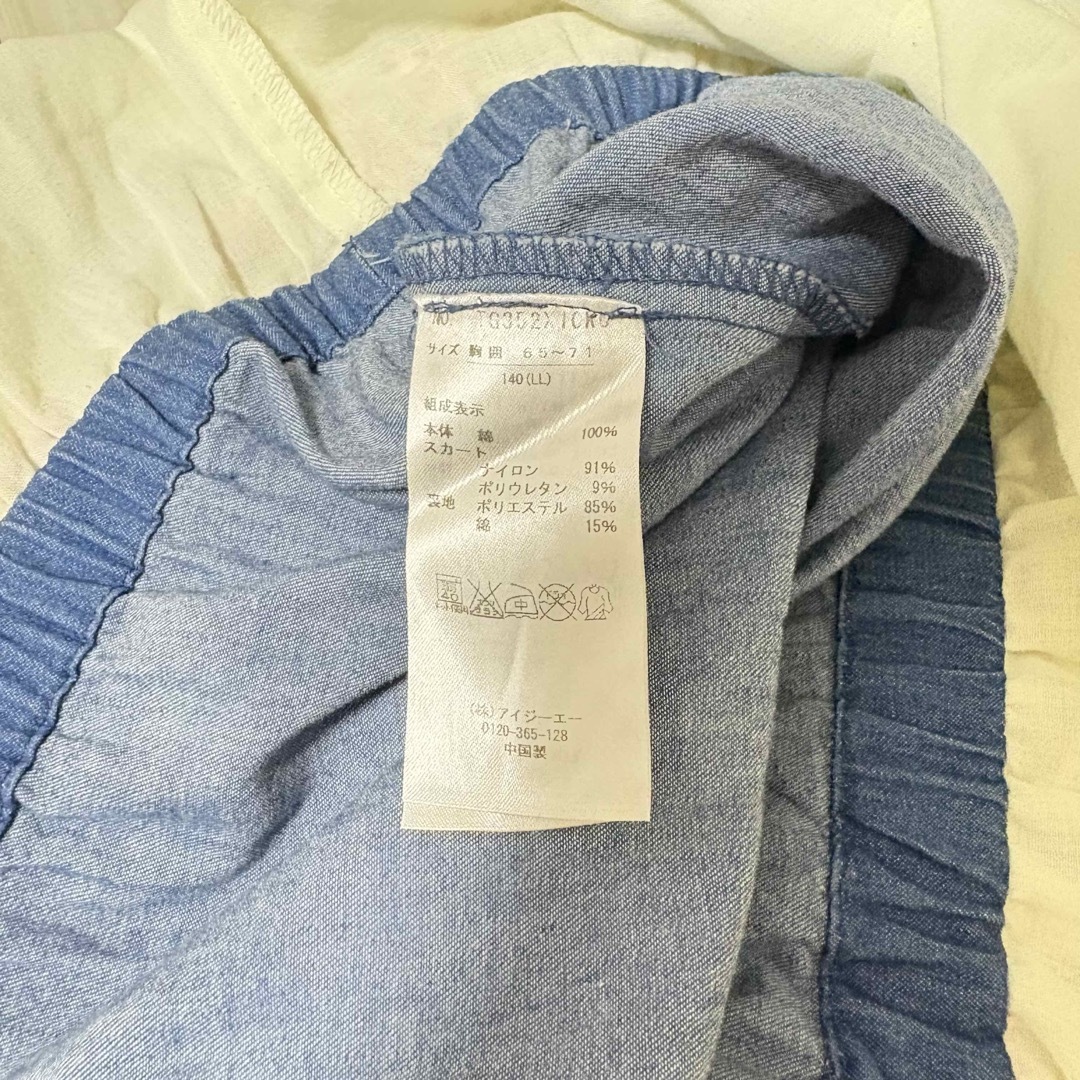 サイズ 胸囲 65～71
140(LL)
組成表示
本体 綿 100%
スカート
ナイロン 91%
ポリウレタン 9%
裏地 ポリエステル 85%
綿 15%
40
中
(株)アイジーエー
0120-365-128
中国製